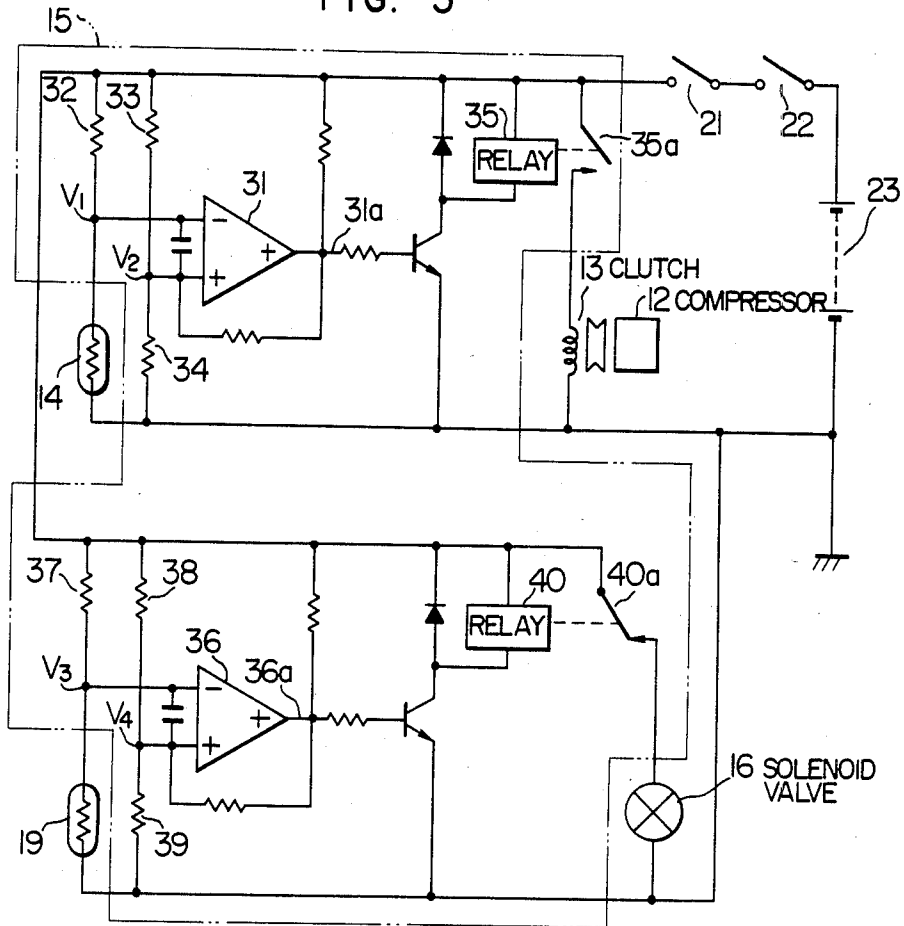 FIG. 3
15
32
33
31
35
RELAY
35a
21
22
23
V1
31a
V2
13 CLUTCH
12 COMPRESSOR
14
34
37
38
40
40a
RELAY
36
36a
V3
V4
16 SOLENOID
VALVE
19
39